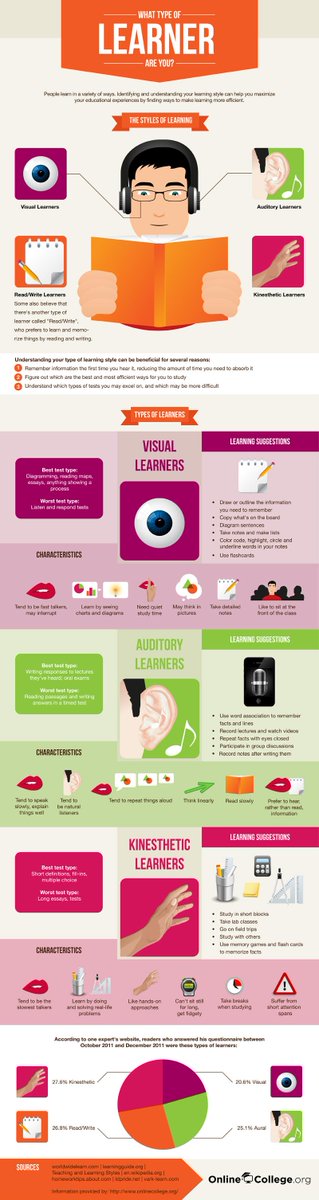 WHAT TYPE OF
LEARNER
ARE YOU?
People learn in a variety of ways. Identifying and understanding your learning style can help you maximize
your educational experiences by finding ways to make learning more efficient.
THE STYLES OF LEARNING
Visual Learners
Auditory Learners
Read/Write Learners
Some also believe that
there's another type of
learner called "Read/Write",
who prefers to learn and memo-
rize things by reading and writing.
Kinesthetic Learners
Understanding your type of learning style can be beneficial for several reasons:
1 Remember information the first time you hear it, reducing the amount of time you need to absorb it
2 Figure out which are the best and most efficient ways for you to study
3 Understand which types of tests you may excel on, and which may be more difficult
TYPES OF LEARNERS
VISUAL
LEARNERS
Best test type:
Diagramming, reading maps,
essays, anything showing a
process
Worst test type:
Listen and respond tests
LEARNING SUGGESTIONS
• Draw or outline the information
you need to remember
• Copy what's on the board
• Diagram sentences
• Take notes and make lists
• Color code, highlight, circle and
underline words in your notes
• Use flashcards
CHARACTERISTICS
Tend to be fast talkers,
may interrupt
Learn by seeing
charts and diagrams
Need quiet
study time
May think in
pictures
Take detailed
notes
Like to sit at the
front of the class
AUDITORY
LEARNERS
Best test type:
Writing responses to lectures
they've heard; oral exams
Worst test type:
Reading passages and writing
answers in a timed test
LEARNING SUGGESTIONS
• Use word association to remember
facts and lines
• Record lectures and watch videos
• Repeat facts with eyes closed
• Participate in group discussions
• Record notes after writing them
CHARACTERISTICS
Tend to speak
slowly, explain
things well
Tend to
be natural
listeners
Tend to repeat things aloud
Think linearly
Read slowly
Prefer to hear,
rather than read,
information
KINESTHETIC
LEARNERS
Best test type:
Short definitions, fill-ins,
multiple choice
Worst test type:
Long essays, tests
LEARNING SUGGESTIONS
• Study in short blocks
• Take lab classes
• Go on field trips
• Study with others
• Use memory games and flash cards
to memorize facts
CHARACTERISTICS
Tend to be the
slowest talkers
Learn by doing
and solving real-life
problems
Like hands-on
approaches
Can't sit still
for long,
get fidgety
Take breaks
when studying
Suffer from
short attention
spans
According to one expert's website, readers who answered his questionnaire between
October 2011 and December 2011 were these types of learners:
27.6% Kinesthetic
20.6% Visual
26.8% Read/Write
25.1% Aural
SOURCES
worldwidelearn.com | learningguide.org |
Teaching and Learning Styles | en.wikipedia.org |
homeworktips.about.com | ldpride.net | vark-learn.com
Information provided by: http://www.onlinecollege.org/
OnlineCollege.org